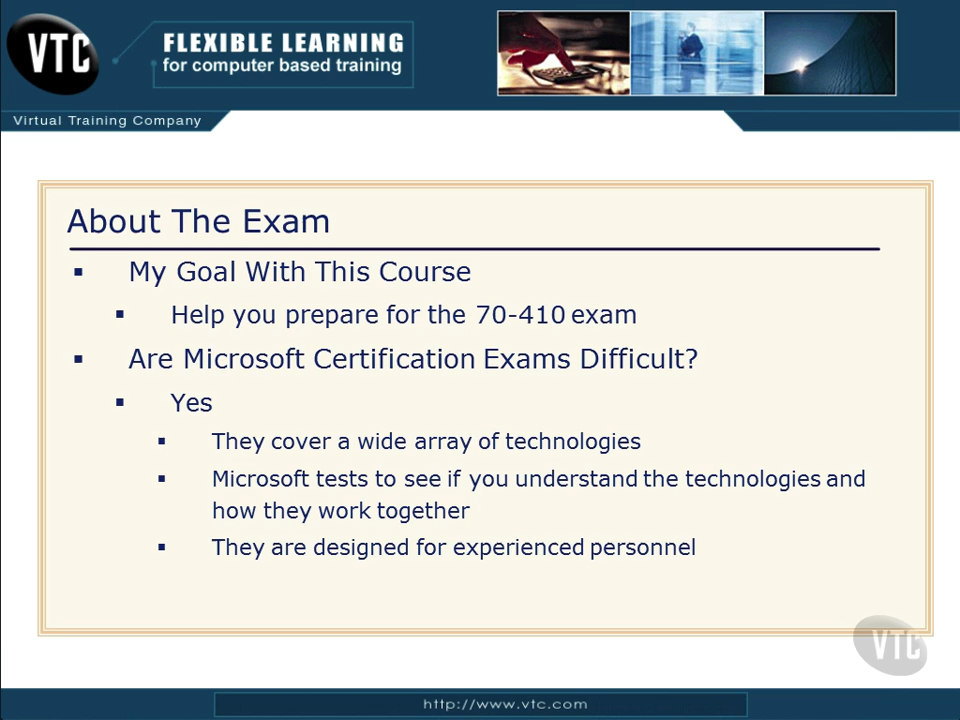 VTC
FLEXIBLE LEARNING
for computer based training
Virtual Training Company
About The Exam
▪ My Goal With This Course
▪ Help you prepare for the 70-410 exam
▪ Are Microsoft Certification Exams Difficult?
▪ Yes
▪ They cover a wide array of technologies
▪ Microsoft tests to see if you understand the technologies and
how they work together
▪ They are designed for experienced personnel
VTC
http://www.vtc.com